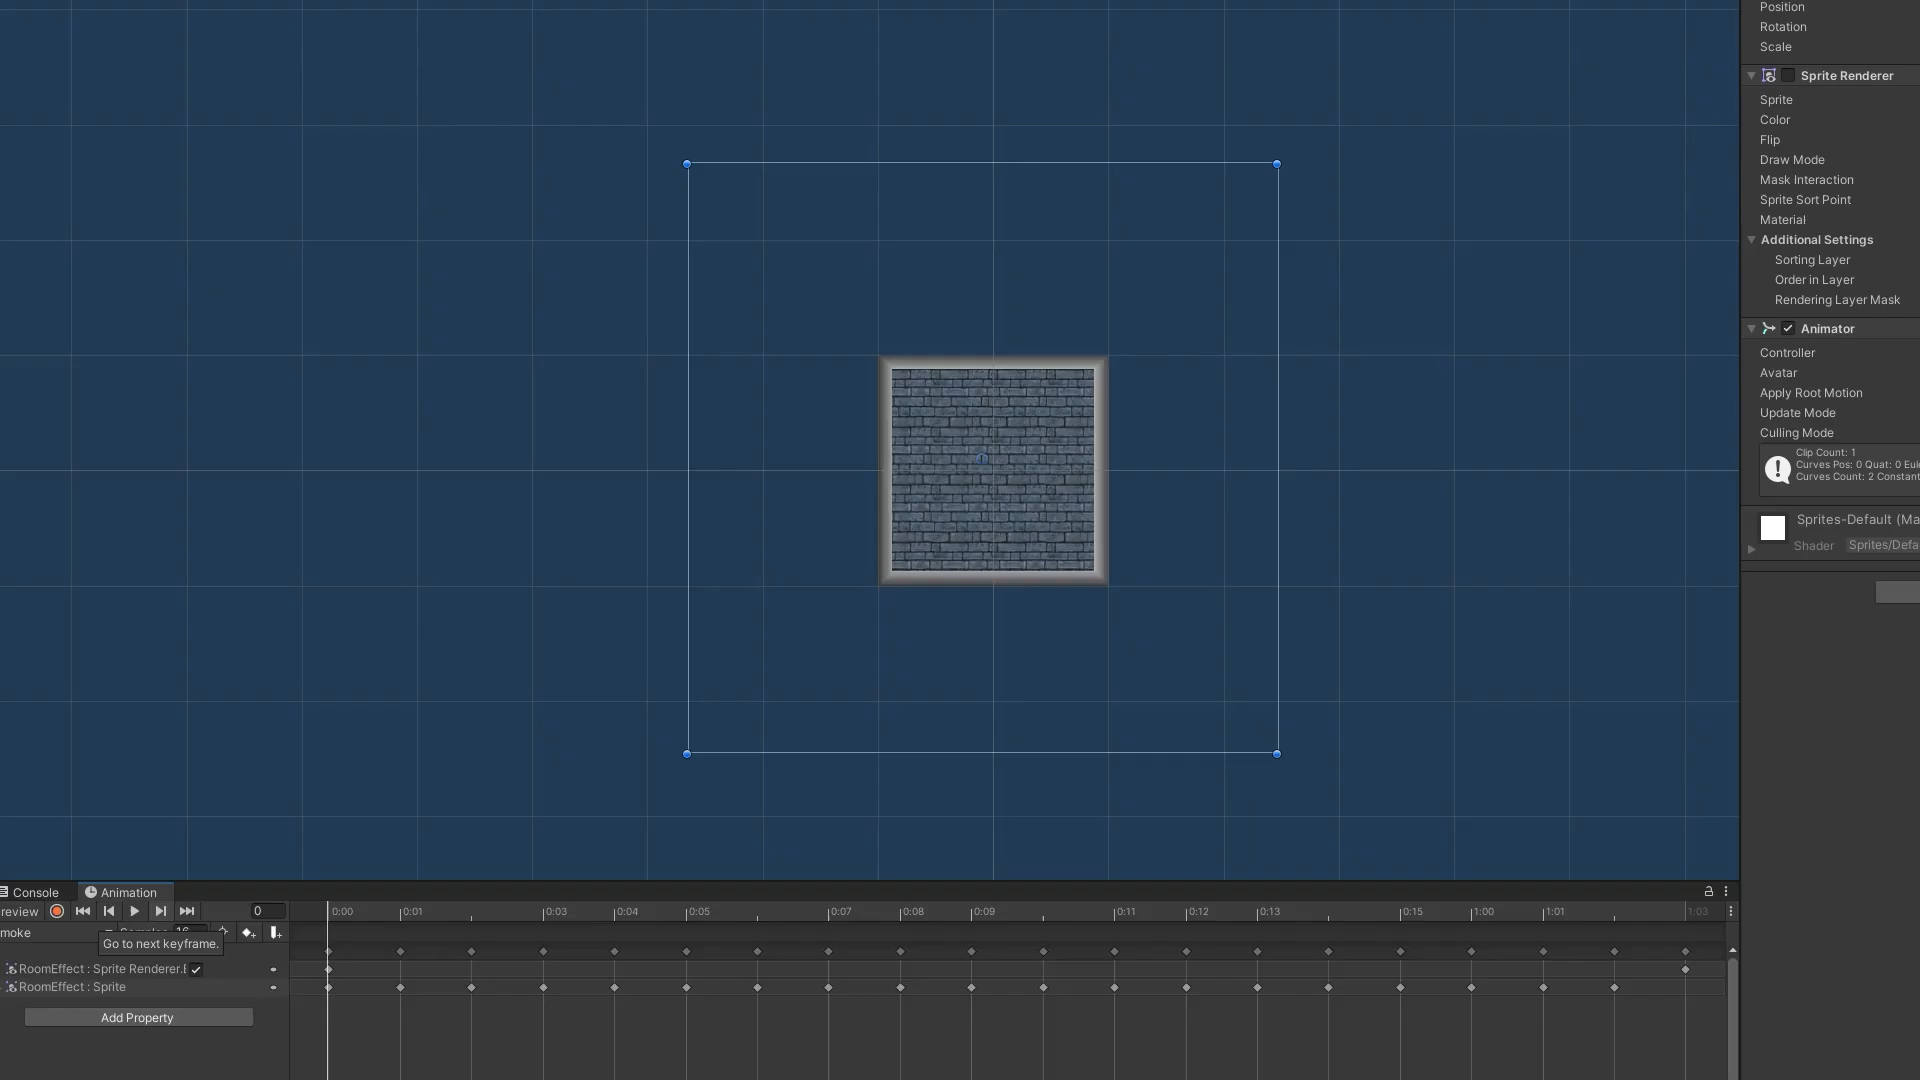 Position
Rotation
Scale
Sprite Renderer
Sprite
Color
Flip
Draw Mode
Mask Interaction
Sprite Sort Point
Material
Additional Settings
Sorting Layer
Order in Layer
Rendering Layer Mask
Animator
Controller
Avatar
Apply Root Motion
Update Mode
Culling Mode
Clip Count: 1
Curves Pos: 0 Quat: 0 Eul
Curves Count: 2 Constant
Sprites-Default (Ma
Shader Sprites/Defa
Console Animation
review 0 0:00 0:01 0:03 0:04 0:05 0:07 0:08 0:09 0:11 0:12 0:13 0:15 1:00 1:01 1:03
moke
Go to next keyframe.
RoomEffect : Sprite Renderer.
RoomEffect : Sprite
Add Property